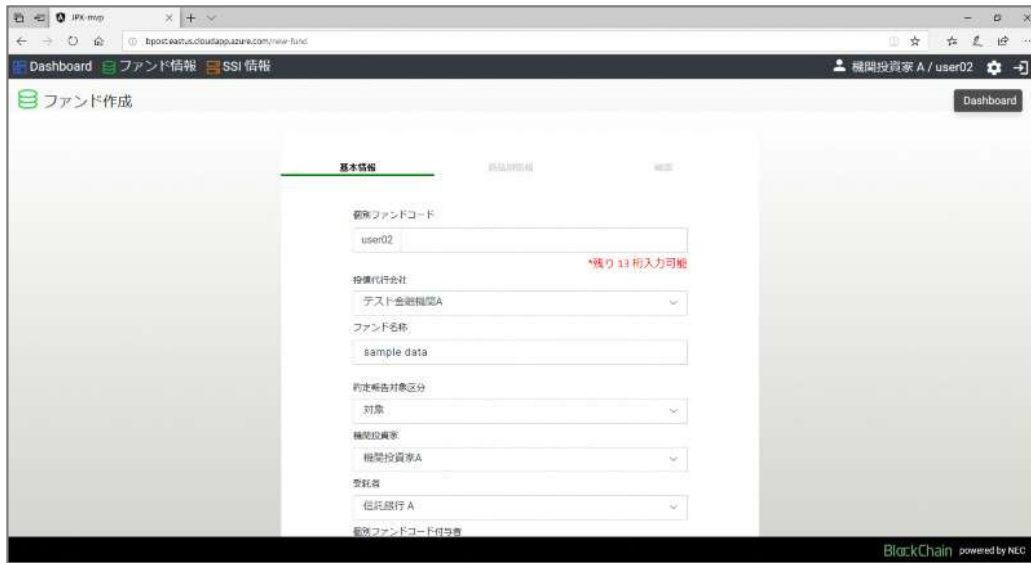 JPX-mvp
bpost.eastus.cloudapp.azure.com/new-fund
Dashboard ファンド情報 SSI 情報
機関投資家 A / user02
ファンド作成
Dashboard
基本情報
確認
個別ファンドコード
user02
*残り 13 桁入力可能
投信代行会社
テスト金融機関A
ファンド名称
sample data
約定報告対象区分
対象
機関投資家
機関投資家A
受託者
信託銀行 A
個別ファンドコード付与者
BlockChain powered by NEC